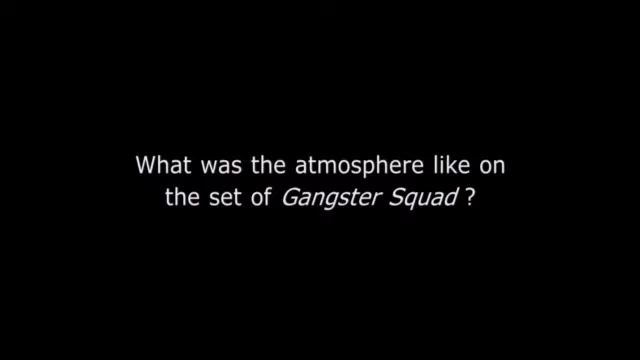 What was the atmosphere like on
the set of Gangster Squad ?